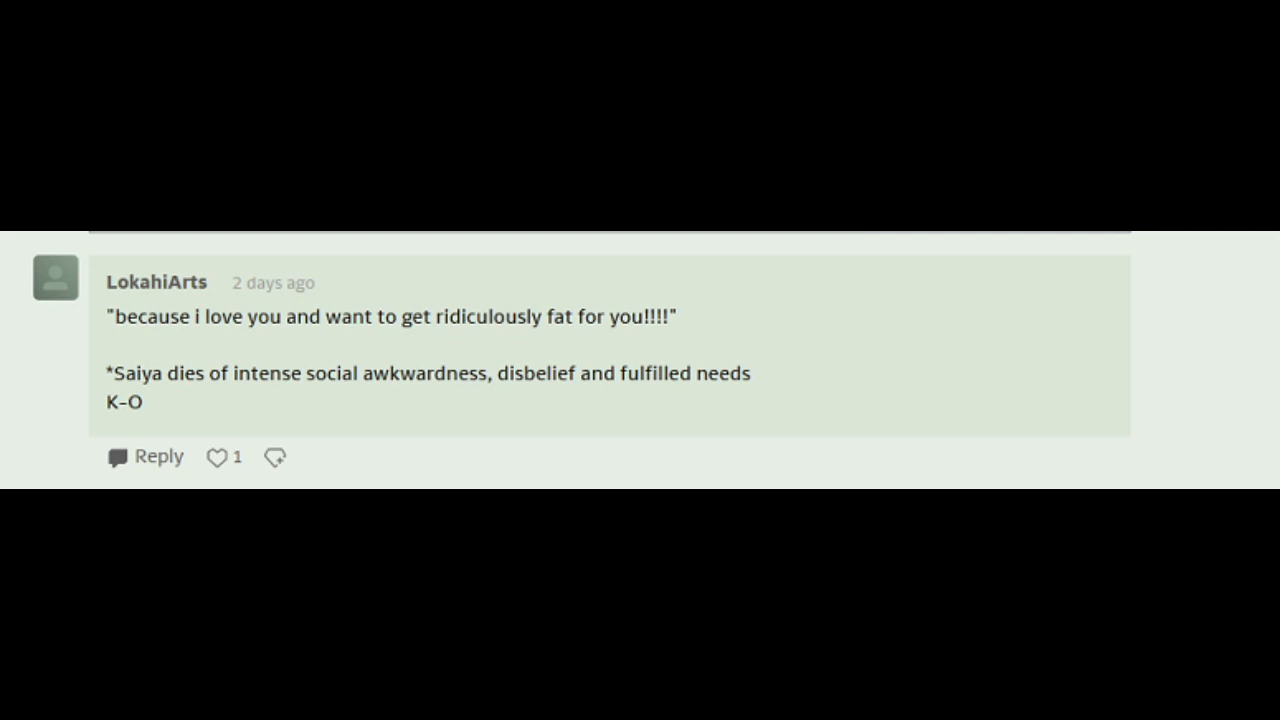 LokahiArts 2 days ago
"because i love you and want to get ridiculously fat for you!!!!"
*Saiya dies of intense social awkwardness, disbelief and fulfilled needs
K-O
Reply 1